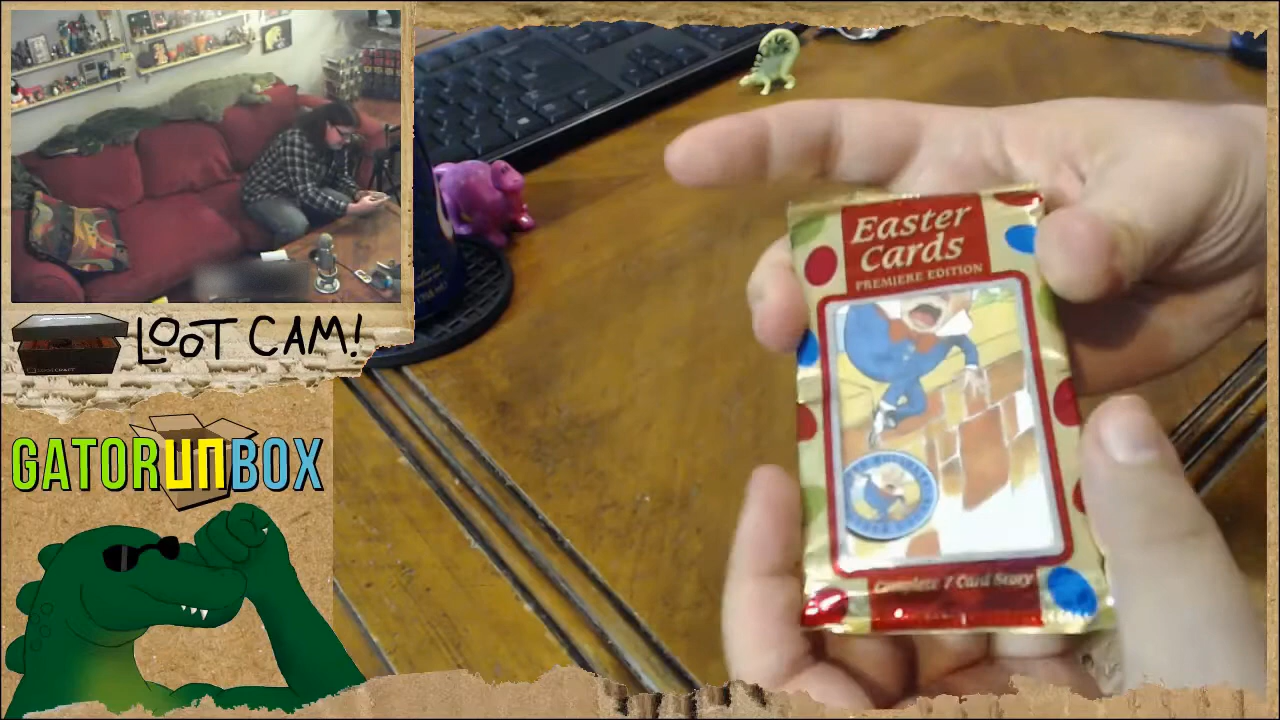 LOOT CAM!
GATORUNBOX
Easter
Cards
PREMIERE EDITION
Complete 7 Card Story